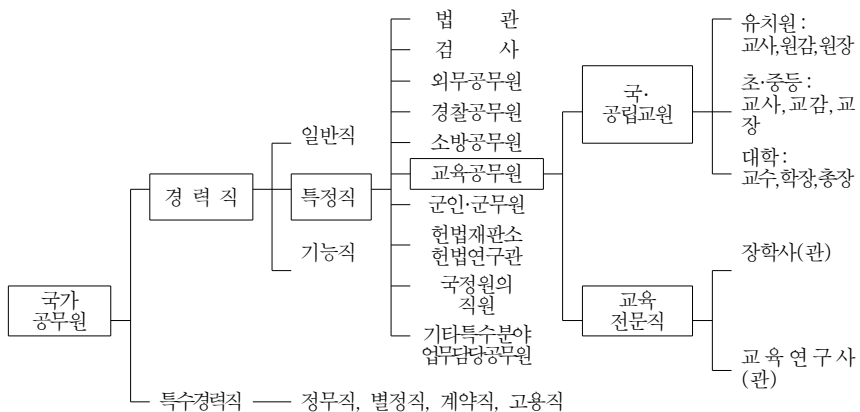 국가
공무원
경 력 직
특수경력직
정무직, 별정직, 계약직, 고용직
일반직
특정직
기능직
법 관
검 사
외무공무원
경찰공무원
소방공무원
교육공무원
군인·군무원
헌법재판소
헌법연구관
국정원의
직원
기타특수분야
업무담당공무원
국·
공립교원
유치원 :
교사,원감,원장
초·중등 :
교사, 교감, 교
장
대학 :
교수,학장,총장
교육
전문직
장학사(관)
교 육 연 구 사
(관)